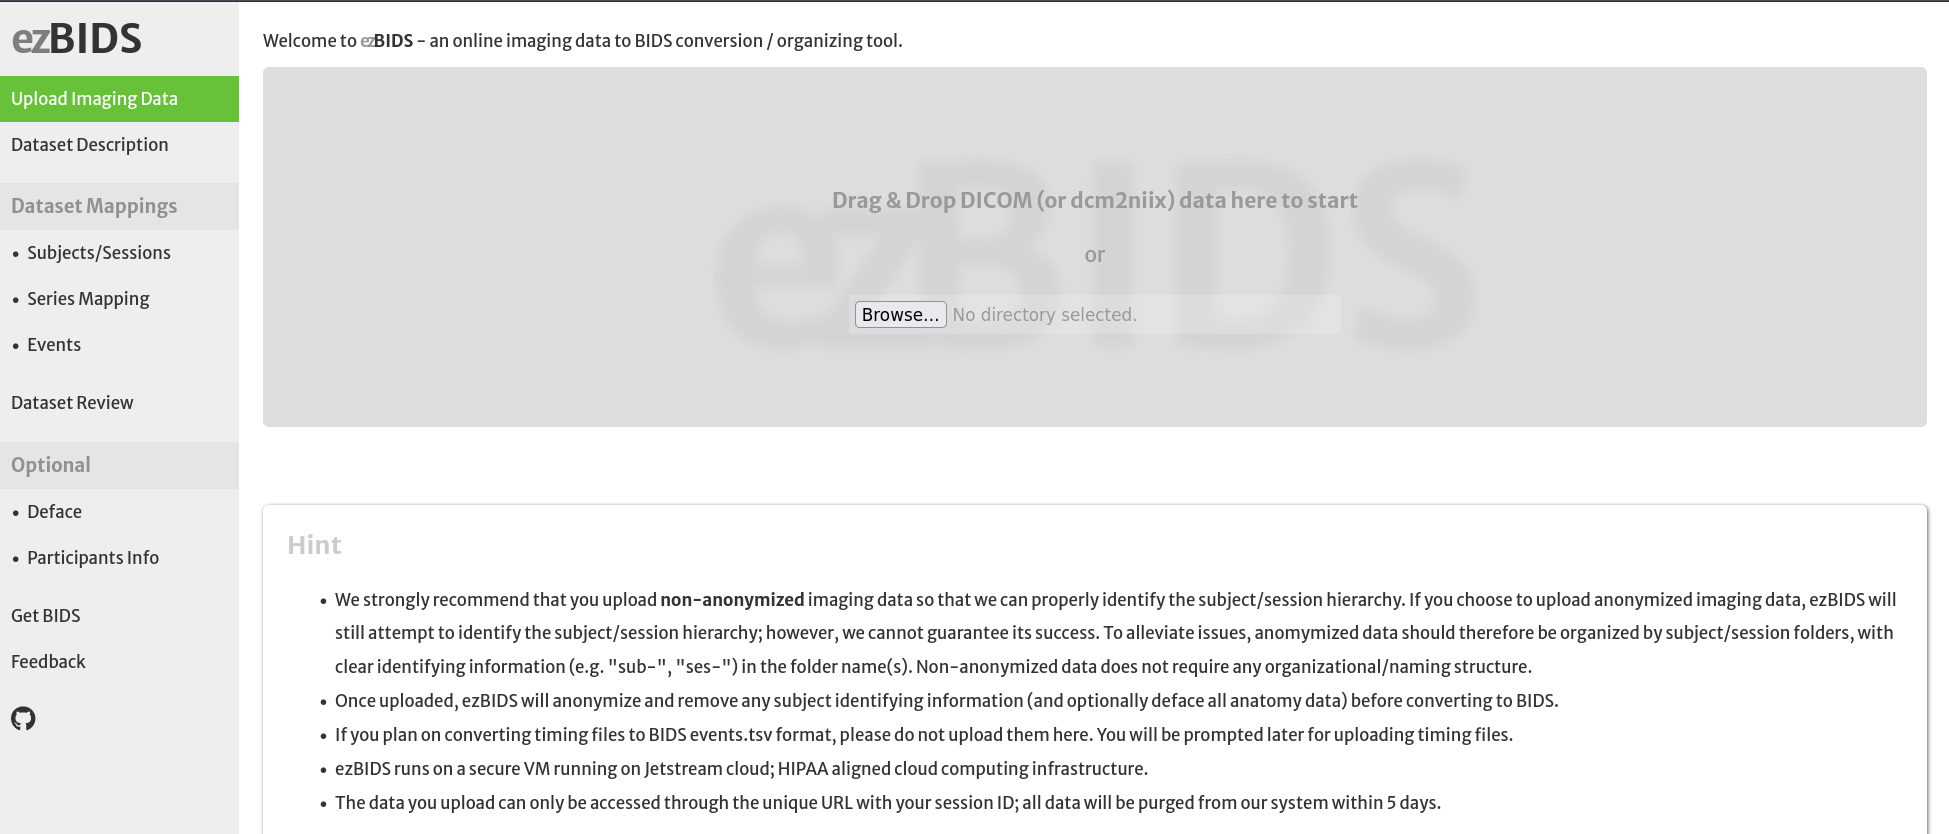 ezBIDS
Upload Imaging Data
Dataset Description
Dataset Mappings
• Subjects/Sessions
• Series Mapping
• Events
Dataset Review
Optional
• Deface
• Participants Info
Get BIDS
Feedback
Welcome to ezBIDS - an online imaging data to BIDS conversion / organizing tool.
ezBIDS
Drag & Drop DICOM (or dcm2niix) data here to start
or
Browse... No directory selected.
Hint
• We strongly recommend that you upload non-anonymized imaging data so that we can properly identify the subject/session hierarchy. If you choose to upload anonymized imaging data, ezBIDS will
still attempt to identify the subject/session hierarchy; however, we cannot guarantee its success. To alleviate issues, anomymized data should therefore be organized by subject/session folders, with
clear identifying information (e.g. "sub-", "ses-") in the folder name(s). Non-anonymized data does not require any organizational/naming structure.
• Once uploaded, ezBIDS will anonymize and remove any subject identifying information (and optionally deface all anatomy data) before converting to BIDS.
• If you plan on converting timing files to BIDS events.tsv format, please do not upload them here. You will be prompted later for uploading timing files.
• ezBIDS runs on a secure VM running on Jetstream cloud; HIPAA aligned cloud computing infrastructure.
• The data you upload can only be accessed through the unique URL with your session ID; all data will be purged from our system within 5 days.